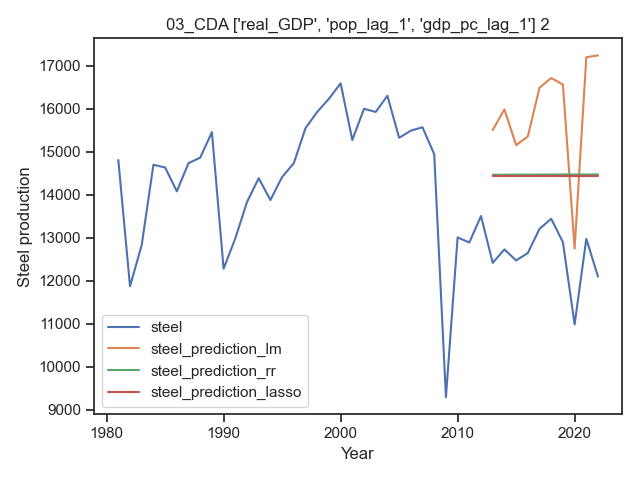 03_CDA ['real_GDP', 'pop_lag_1', 'gdp_pc_lag_1'] 2
17000
16000
15000
14000
13000
12000
11000
10000
9000
Steel production
steel
steel_prediction_lm
steel_prediction_rr
steel_prediction_lasso
1980
1990
2000
2010
2020
Year